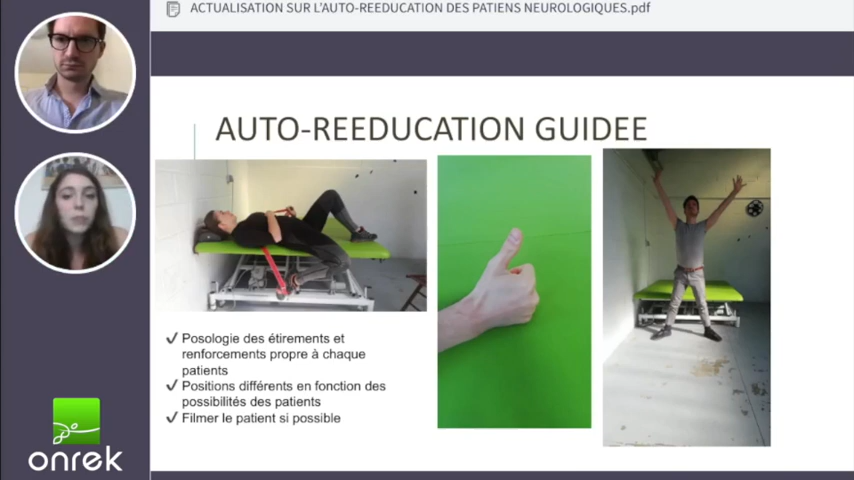 ACTUALISATION SUR L'AUTO-REEDUCATION DES PATIENS NEUROLOGIQUES.pdf
AUTO-REEDUCATION GUIDEE
✓ Posologie des étirements et
renforcements propre à chaque
patients
✓ Positions différents en fonction des
possibilités des patients
✓ Filmer le patient si possible
onrek